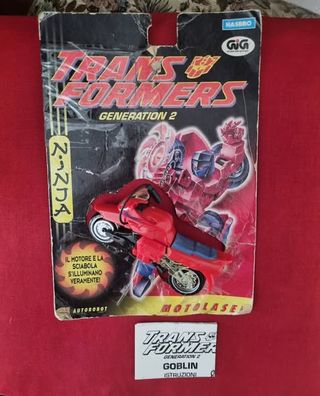 HASBRO
GiG
TRANS
FORMERS
GENERATION 2
NINJA
IL MOTORE E LA
SCIABOLA
S'ILLUMINANO
VERAMENTE!
AUTOROBOT
MOTOLASER
TRANS
FORMERS
GENERATION 2
GOBLIN
ISTRUZIONI